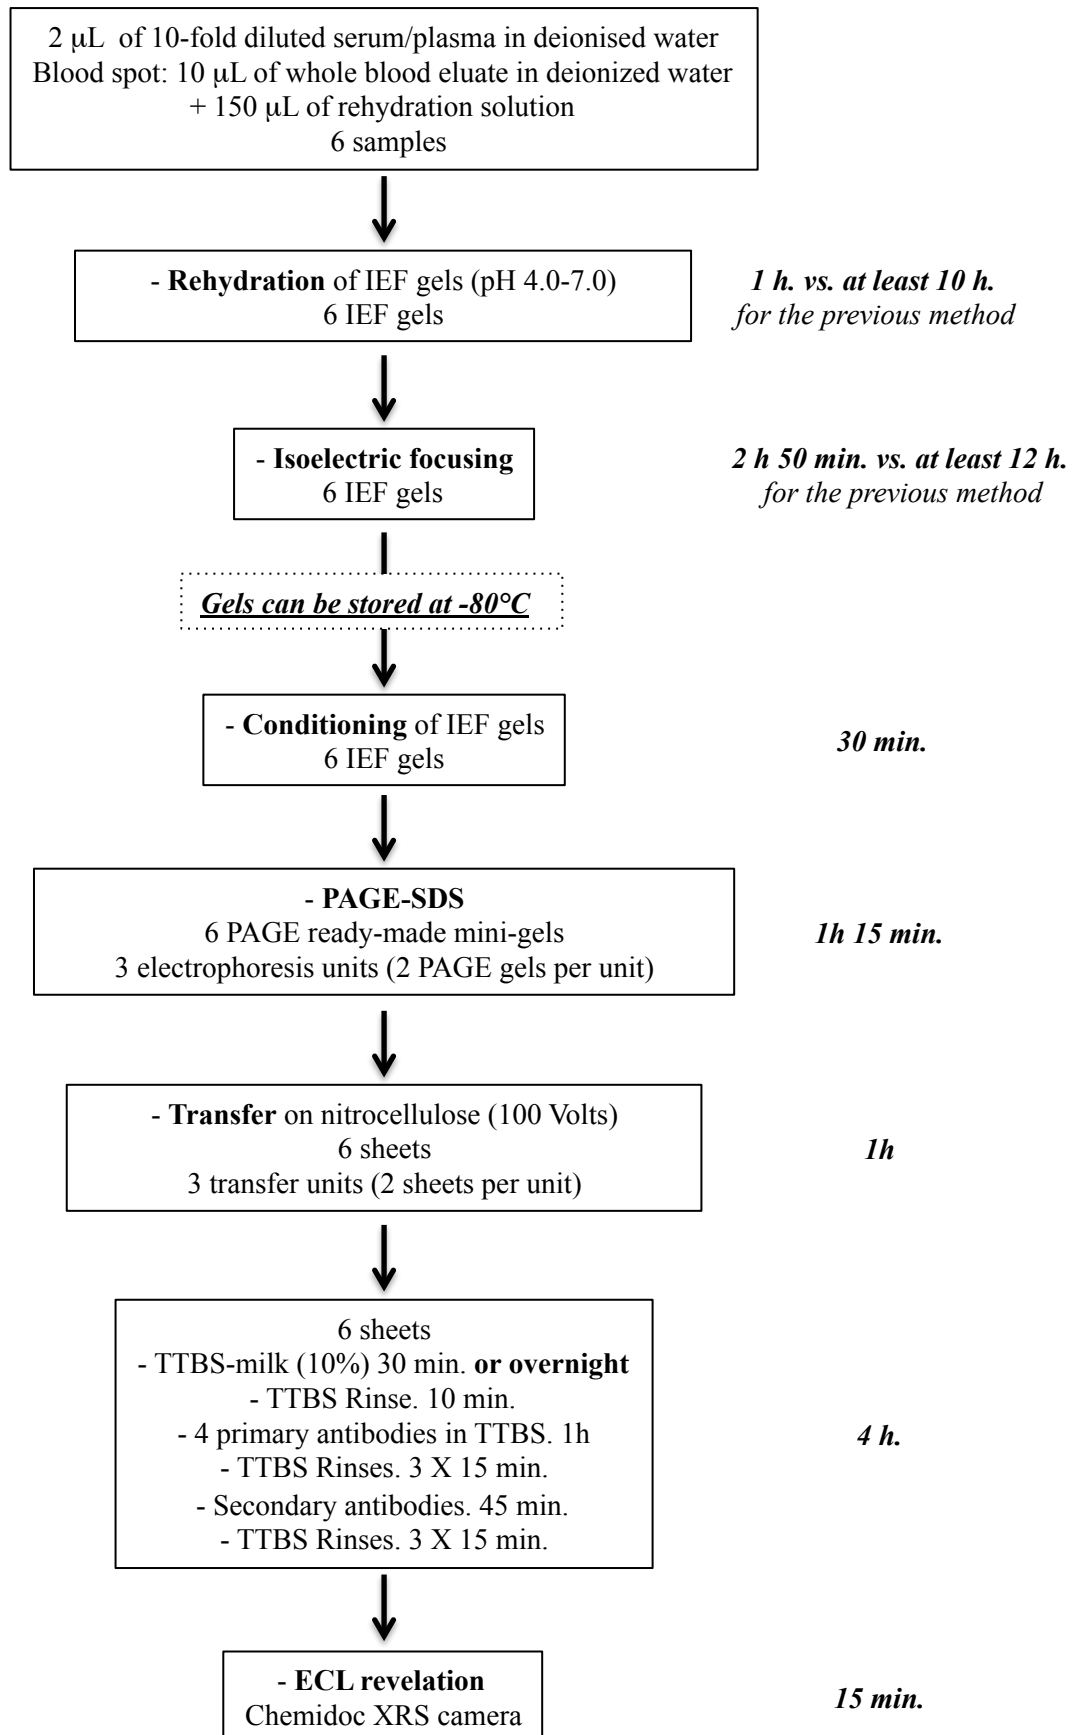 2 μL  of 10-fold diluted serum/plasma in deionised water
Blood spot: 10 μL of whole blood eluate in deionized water
+ 150 μL of rehydration solution
6 samples
- Rehydration of IEF gels (pH 4.0-7.0)
6 IEF gels
1 h. vs. at least 10 h.
for the previous method
- Isoelectric focusing
6 IEF gels
2 h 50 min. vs. at least 12 h.
for the previous method
Gels can be stored at -80°C
- Conditioning of IEF gels
6 IEF gels
30 min.
- PAGE-SDS
6 PAGE ready-made mini-gels
3 electrophoresis units (2 PAGE gels per unit)
1h 15 min.
- Transfer on nitrocellulose (100 Volts)
6 sheets
3 transfer units (2 sheets per unit)
1h
6 sheets
- TTBS-milk (10%) 30 min. or overnight
- TTBS Rinse. 10 min.
- 4 primary antibodies in TTBS. 1h
- TTBS Rinses. 3 X 15 min.
- Secondary antibodies. 45 min.
- TTBS Rinses. 3 X 15 min.
4 h.
- ECL revelation
Chemidoc XRS camera
15 min.